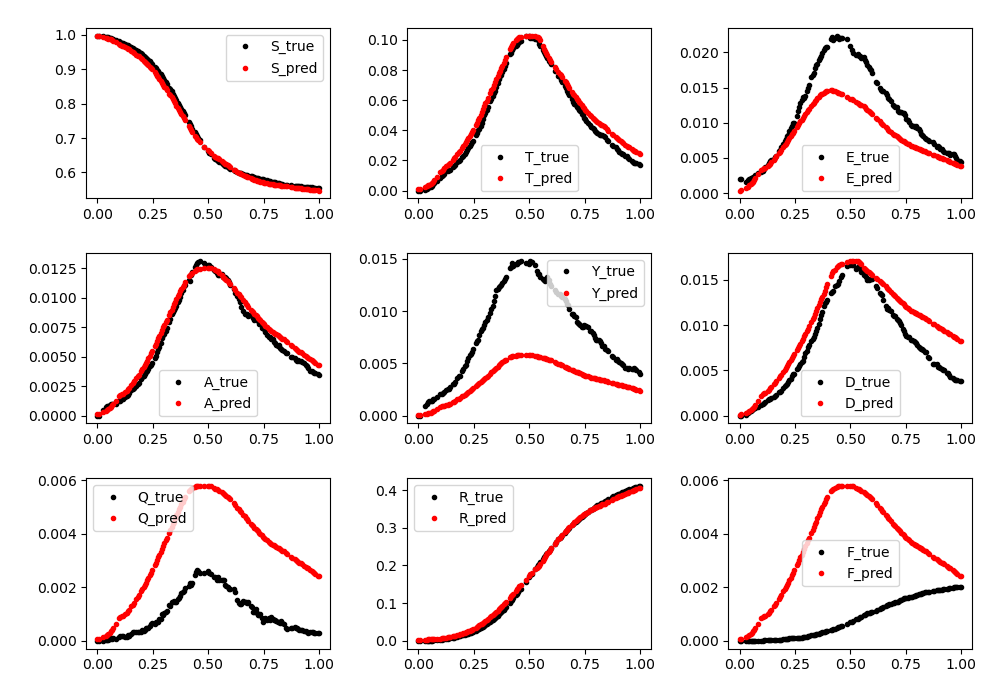 1.0
0.9
0.8
0.7
0.6
S_true
S_pred
0.00 0.25 0.50 0.75 1.00
0.10
0.08
0.06
0.04
0.02
0.00
T_true
T_pred
0.00 0.25 0.50 0.75 1.00
0.020
0.015
0.010
0.005
0.000
E_true
E_pred
0.00 0.25 0.50 0.75 1.00
0.0125
0.0100
0.0075
0.0050
0.0025
0.0000
A_true
A_pred
0.00 0.25 0.50 0.75 1.00
0.015
0.010
0.005
0.000
Y_true
Y_pred
0.00 0.25 0.50 0.75 1.00
0.015
0.010
0.005
0.000
D_true
D_pred
0.00 0.25 0.50 0.75 1.00
0.006
0.004
0.002
0.000
Q_true
Q_pred
0.00 0.25 0.50 0.75 1.00
0.4
0.3
0.2
0.1
0.0
R_true
R_pred
0.00 0.25 0.50 0.75 1.00
0.006
0.004
0.002
0.000
F_true
F_pred
0.00 0.25 0.50 0.75 1.00